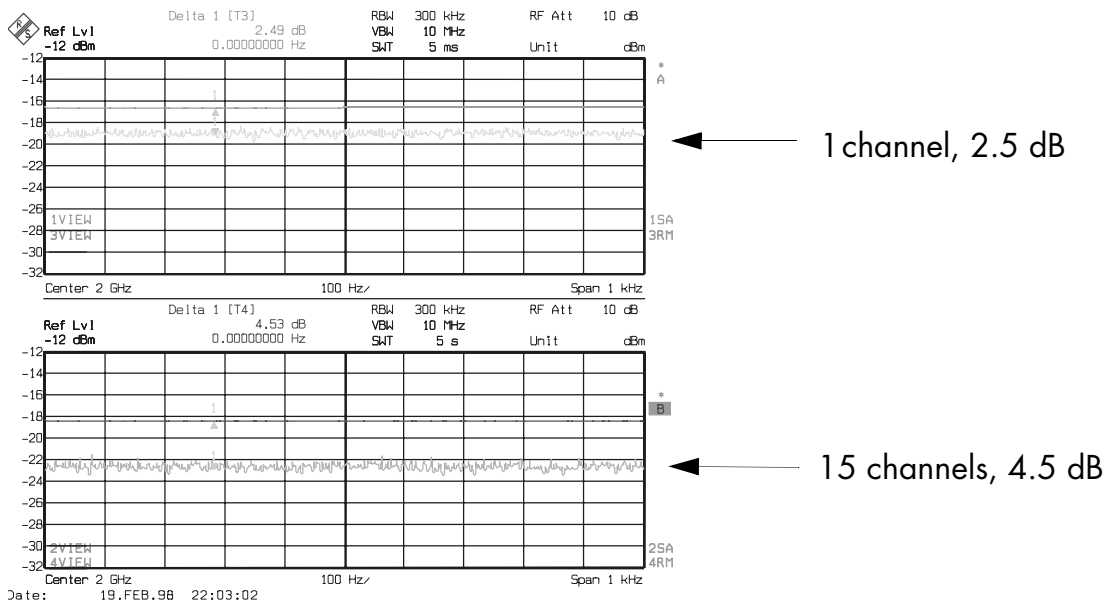 Delta 1 [T3] RBW 300 kHz RF Att 10 dB
Ref Lvl 2.49 dB VBW 10 MHz
-12 dBm 0.00000000 Hz SWT 5 ms Unit dBm
-12
-14
-16
-18
-20
-22
-24
-26
-28
-30
-32
1
*
A
1VIEW
3VIEW
1SA
3RM
Center 2 GHz 100 Hz/ Span 1 kHz
1 channel, 2.5 dB
Delta 1 [T4] RBW 300 kHz RF Att 10 dB
Ref Lvl 4.53 dB VBW 10 MHz
-12 dBm 0.00000000 Hz SWT 5 s Unit dBm
-12
-14
-16
-18
-20
-22
-24
-26
-28
-30
-32
1
1
*
B
2VIEW
4VIEW
2SA
4RM
Center 2 GHz 100 Hz/ Span 1 kHz
15 channels, 4.5 dB
Date: 19.FEB.98 22:03:02